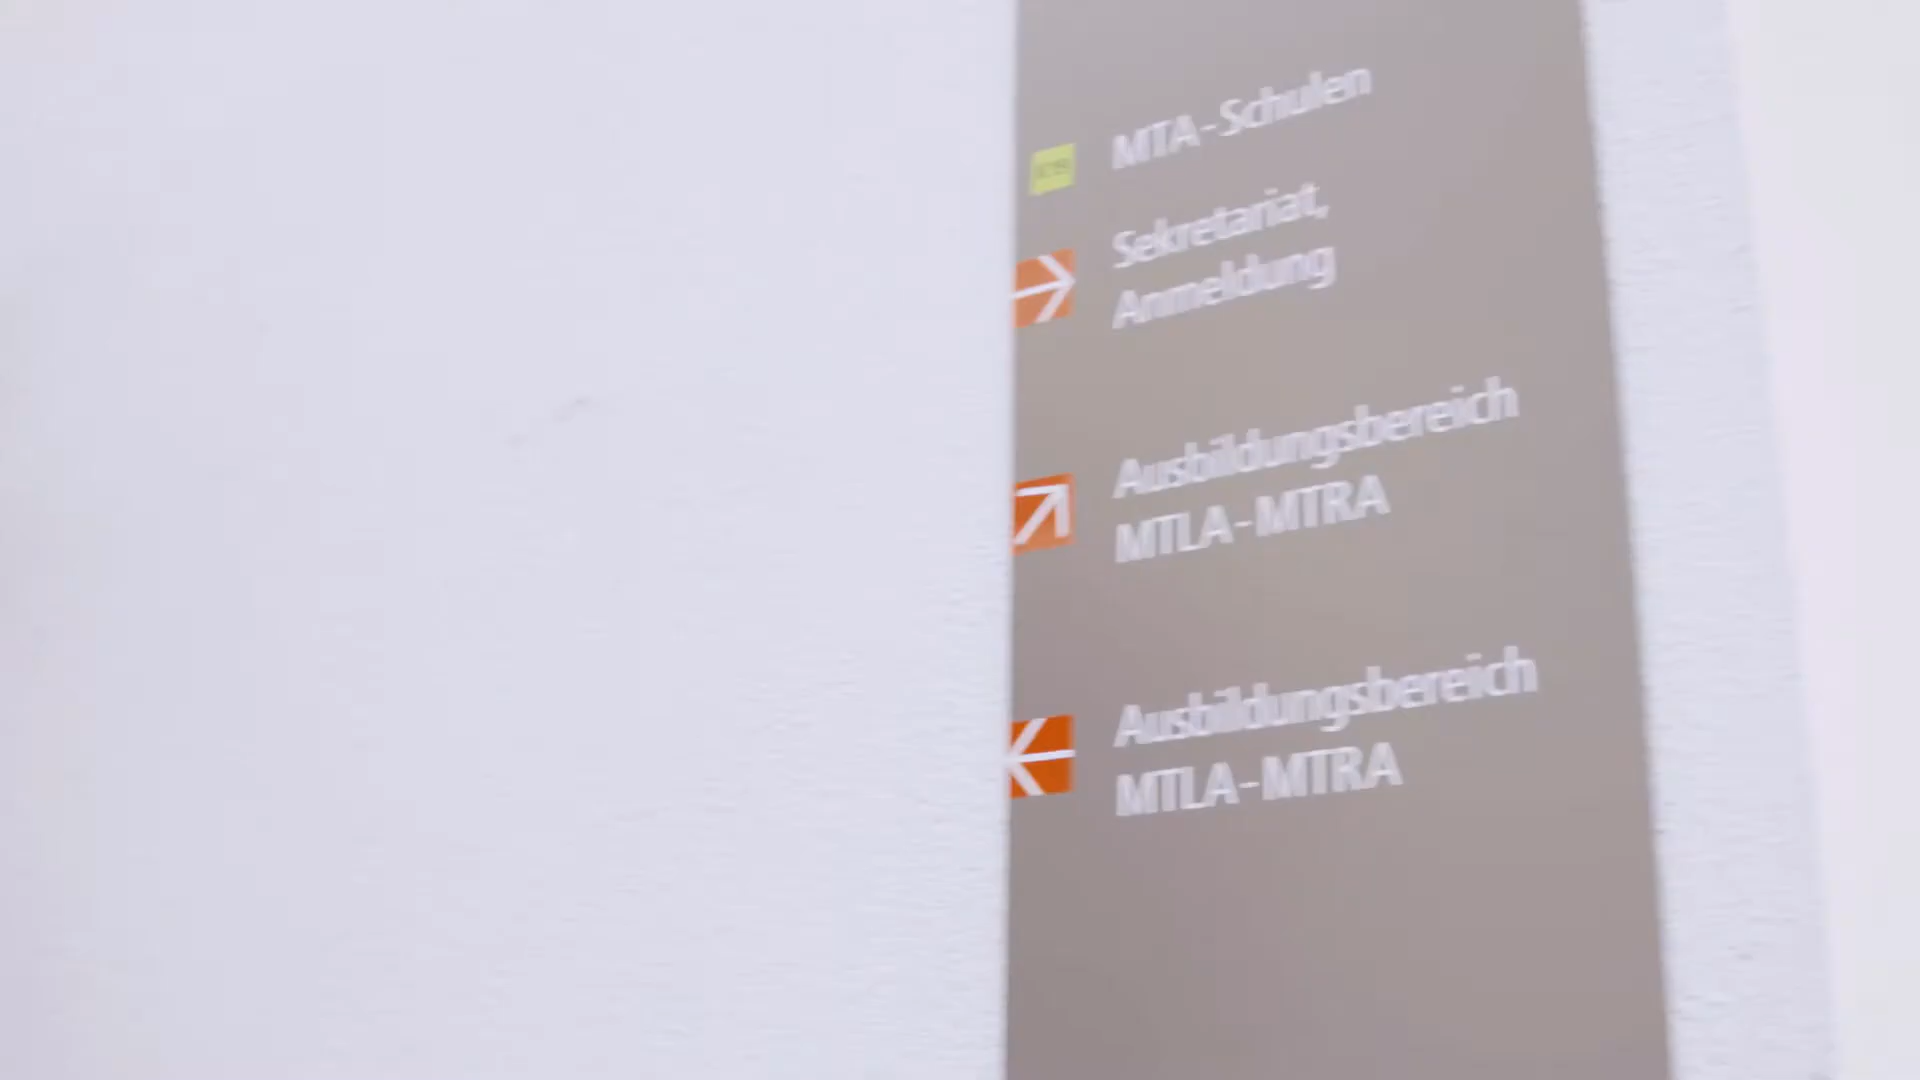 MTA-Schulen
Sekretariat,
Anmeldung
Ausbildungsbereich
MTLA-MTRA
Ausbildungsbereich
MTLA-MTRA